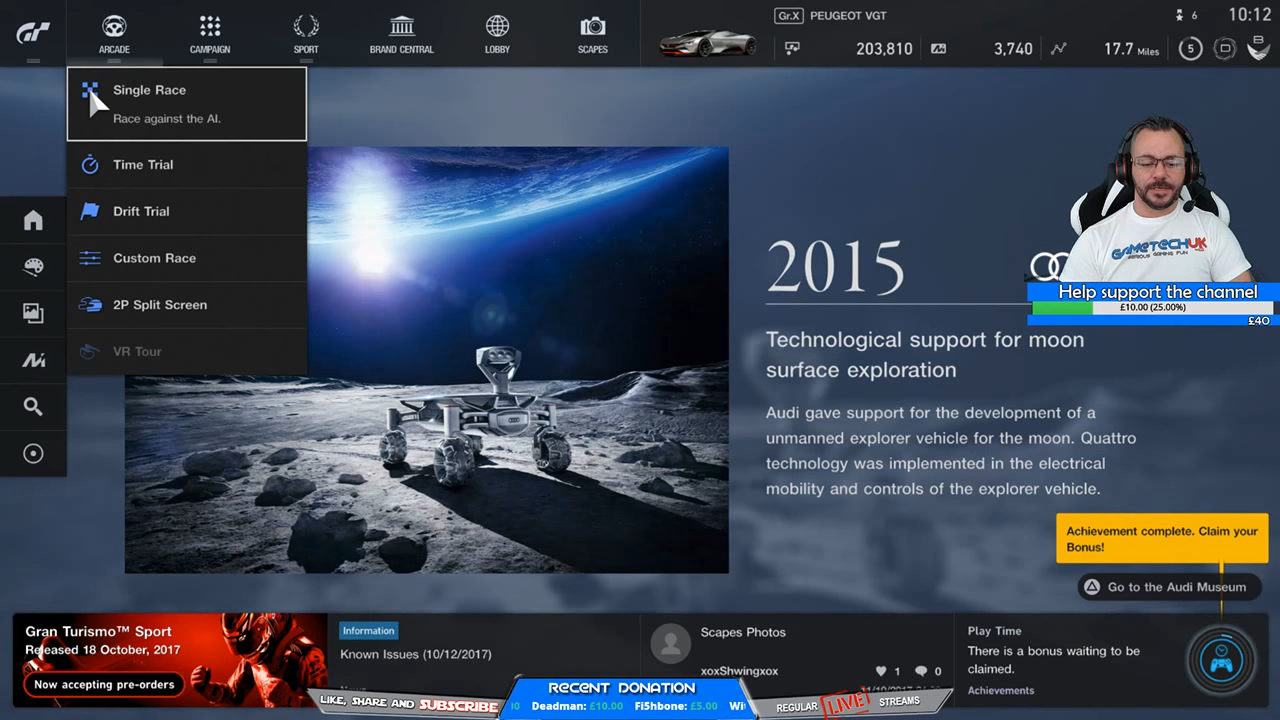 ARCADE
CAMPAIGN
SPORT
BRAND CENTRAL
LOBBY
SCAPES
Gr.X PEUGEOT VGT
6
10:12
203,810
3,740
17.7 Miles
5
Single Race
Race against the AI.
Time Trial
Drift Trial
Custom Race
2P Split Screen
VR Tour
2015
Technological support for moon
surface exploration
Audi gave support for the development of a
unmanned explorer vehicle for the moon. Quattro
technology was implemented in the electrical
mobility and controls of the explorer vehicle.
GAMETECHUK
SERIOUS GAMING FUN
Help support the channel
£10.00 (25.00%)
£40
Achievement complete. Claim your
Bonus!
Go to the Audi Museum
Gran Turismo™ Sport
Released 18 October, 2017
Now accepting pre-orders
Information
Known Issues (10/12/2017)
Scapes Photos
xoxShwingxox
1
0
Play Time
There is a bonus waiting to be
claimed.
Achievements
LIKE, SHARE AND SUBSCRIBE
RECENT DONATION
Deadman: £10.00 Fi5hbone: £5.00 Wi
REGULAR LIVE STREAMS